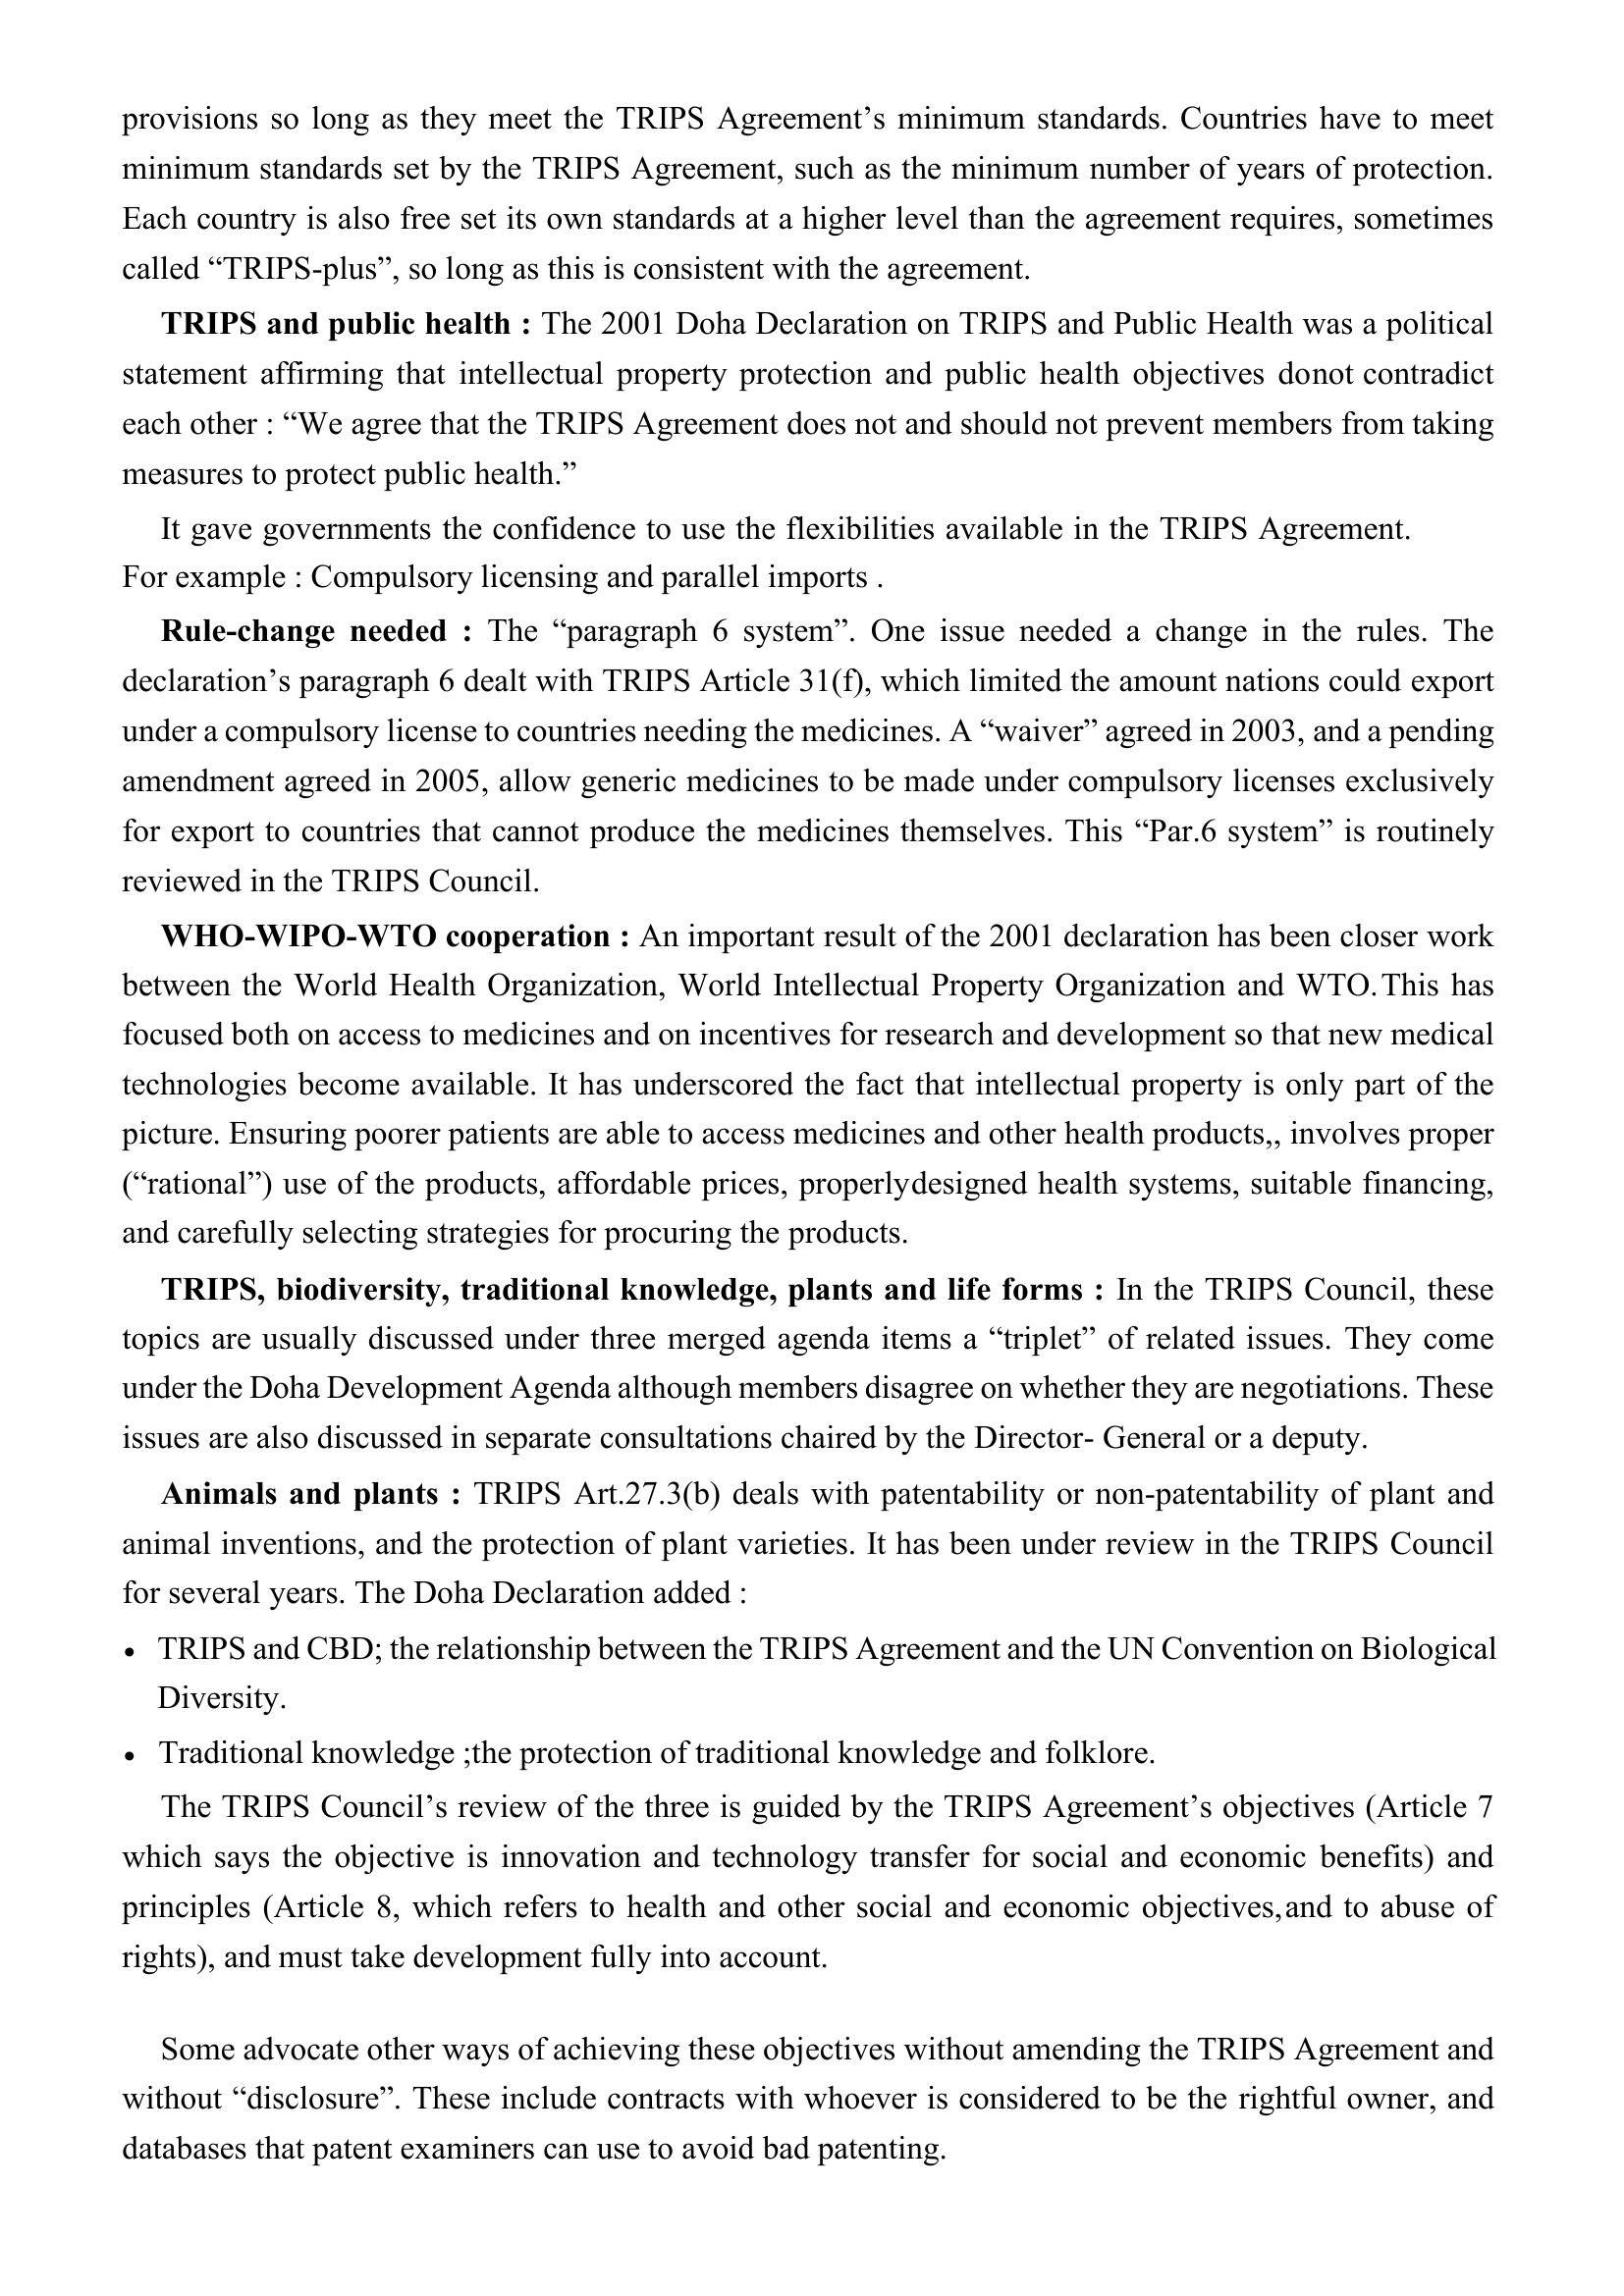 provisions so long as they meet the TRIPS Agreement’s minimum standards. Countries have to meet
minimum standards set by the TRIPS Agreement, such as the minimum number of years of protection.
Each country is also free set its own standards at a higher level than the agreement requires, sometimes
called “TRIPS-plus”, so long as this is consistent with the agreement.
TRIPS and public health : The 2001 Doha Declaration on TRIPS and Public Health was a political
statement affirming that intellectual property protection and public health objectives donot contradict
each other : “We agree that the TRIPS Agreement does not and should not prevent members from taking
measures to protect public health.”
It gave governments the confidence to use the flexibilities available in the TRIPS Agreement.
For example : Compulsory licensing and parallel imports .
Rule-change needed : The “paragraph 6 system”. One issue needed a change in the rules. The
declaration’s paragraph 6 dealt with TRIPS Article 31(f), which limited the amount nations could export
under a compulsory license to countries needing the medicines. A “waiver” agreed in 2003, and a pending
amendment agreed in 2005, allow generic medicines to be made under compulsory licenses exclusively
for export to countries that cannot produce the medicines themselves. This “Par.6 system” is routinely
reviewed in the TRIPS Council.
WHO-WIPO-WTO cooperation : An important result of the 2001 declaration has been closer work
between the World Health Organization, World Intellectual Property Organization and WTO.This has
focused both on access to medicines and on incentives for research and development so that new medical
technologies become available. It has underscored the fact that intellectual property is only part of the
picture. Ensuring poorer patients are able to access medicines and other health products,, involves proper
(“rational”) use of the products, affordable prices, properlydesigned health systems, suitable financing,
and carefully selecting strategies for procuring the products.
TRIPS, biodiversity, traditional knowledge, plants and life forms : In the TRIPS Council, these
topics are usually discussed under three merged agenda items a “triplet” of related issues. They come
under the Doha Development Agenda although members disagree on whether they are negotiations. These
issues are also discussed in separate consultations chaired by the Director- General or a deputy.
Animals and plants : TRIPS Art.27.3(b) deals with patentability or non-patentability of plant and
animal inventions, and the protection of plant varieties. It has been under review in the TRIPS Council
for several years. The Doha Declaration added :
• TRIPS and CBD; the relationship between the TRIPS Agreement and the UN Convention on Biological
Diversity.
• Traditional knowledge ;the protection of traditional knowledge and folklore.
The TRIPS Council’s review of the three is guided by the TRIPS Agreement’s objectives (Article 7
which says the objective is innovation and technology transfer for social and economic benefits) and
principles (Article 8, which refers to health and other social and economic objectives,and to abuse of
rights), and must take development fully into account.
Some advocate other ways of achieving these objectives without amending the TRIPS Agreement and
without “disclosure”. These include contracts with whoever is considered to be the rightful owner, and
databases that patent examiners can use to avoid bad patenting.